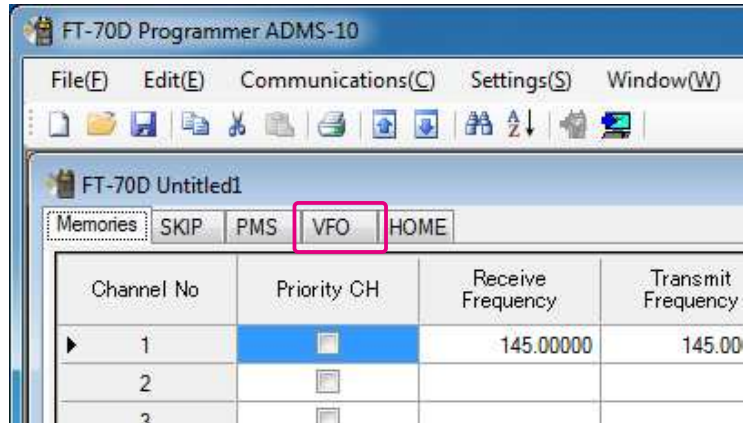 FT-70D Programmer ADMS-10
File(F) Edit(E) Communications(C) Settings(S) Window(W)
FT-70D Untitled1
Memories SKIP PMS VFO HOME
Channel No Priority CH Receive Frequency Transmit Frequency
1 145.00000 145.00
2
3